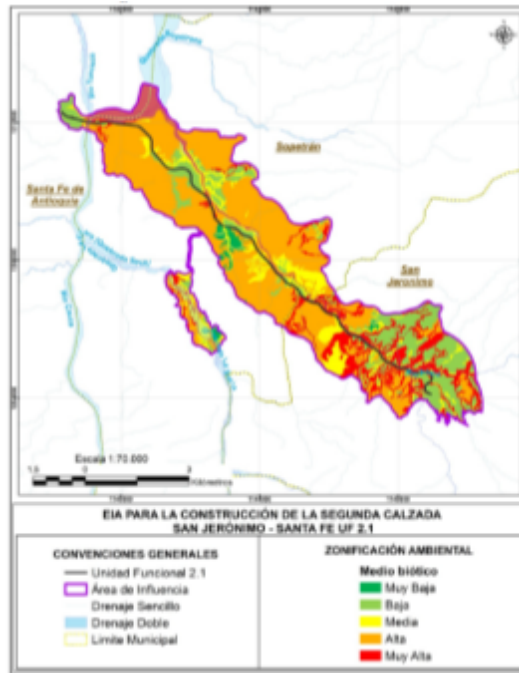 Sopetrán
Santa Fe de
Antioquia
San
Jeronimo
Escala 1:70.000
EIA PARA LA CONSTRUCCIÓN DE LA SEGUNDA CALZADA
SAN JERÓNIMO - SANTA FE UF 2.1
CONVENCIONES GENERALES
Unidad Funcional 2.1
Área de Influencia
Drenaje Sencillo
Drenaje Doble
Limite Municipal
ZONIFICACIÓN AMBIENTAL
Medio biótico
Muy Baja
Baja
Media
Alta
Muy Alta